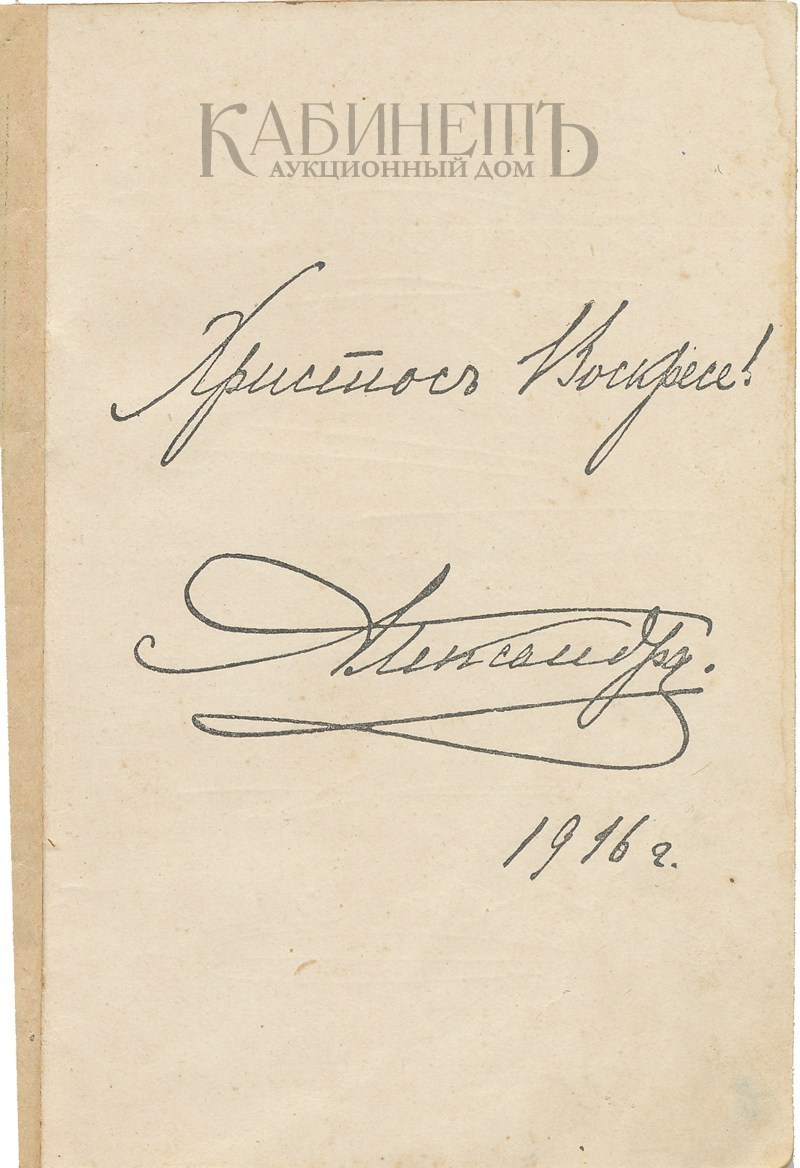 КАБИНЕТЪ
АУКЦИОННЫЙ ДОМ
Христосъ Воскресе!
Александра.
1916 г.